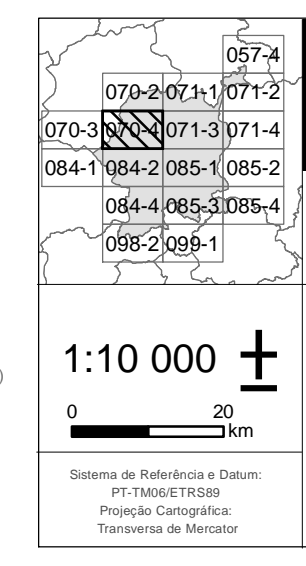 057-4
070-2 071-1 071-2
070-3 070-4 071-3 071-4
084-1 084-2 085-1 085-2
084-4 085-3 085-4
098-2 099-1
1:10 000
0 20
km
Sistema de Referência e Datum:
PT-TM06/ETRS89
Projeção Cartográfica:
Transversa de Mercator
)